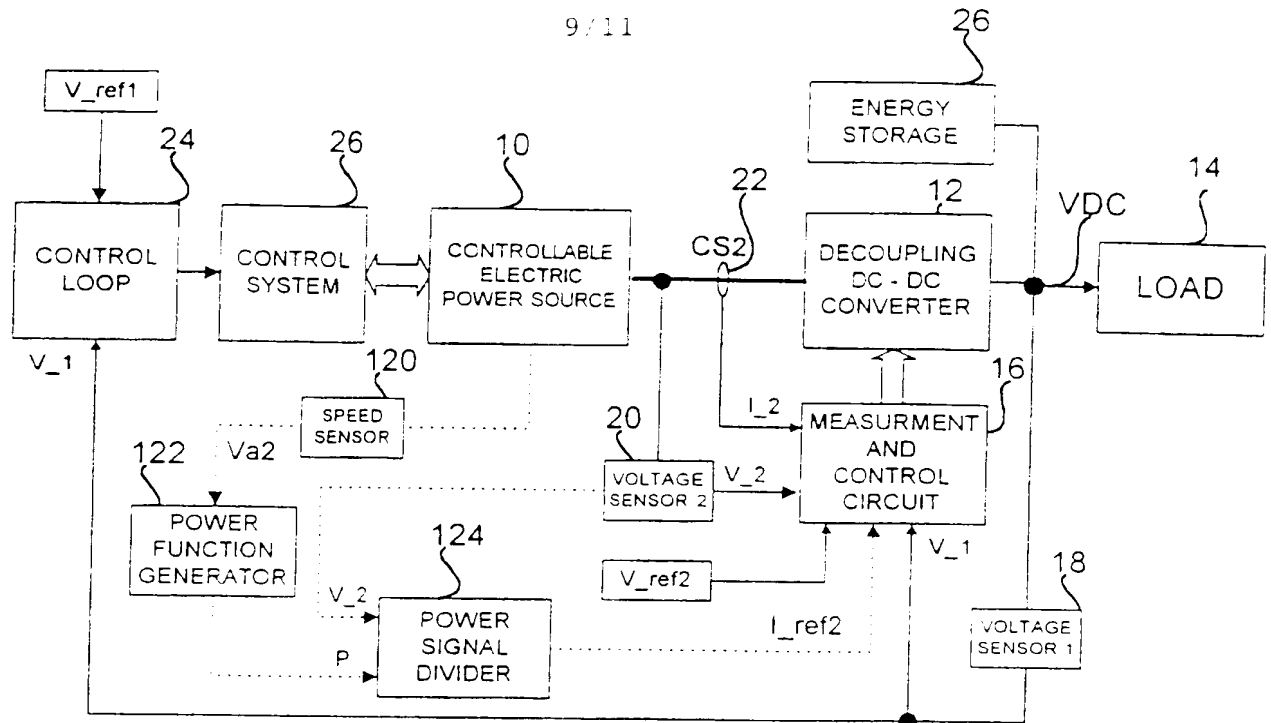 9/11
26
V_ref1
ENERGY
STORAGE
24
26
10
22
12
14
VDC
CS2
CONTROL
LOOP
CONTROL
SYSTEM
CONTROLLABLE
ELECTRIC
POWER SOURCE
DECOUPLING
DC - DC
CONVERTER
LOAD
V_1
120
16
SPEED
SENSOR
I_2
MEASURMENT
AND
CONTROL
CIRCUIT
Va2
20
122
VOLTAGE
SENSOR 2
V_2
POWER
FUNCTION
GENERATOR
124
V_1
V_ref2
18
V_2
POWER
SIGNAL
DIVIDER
I_ref2
VOLTAGE
SENSOR 1
P